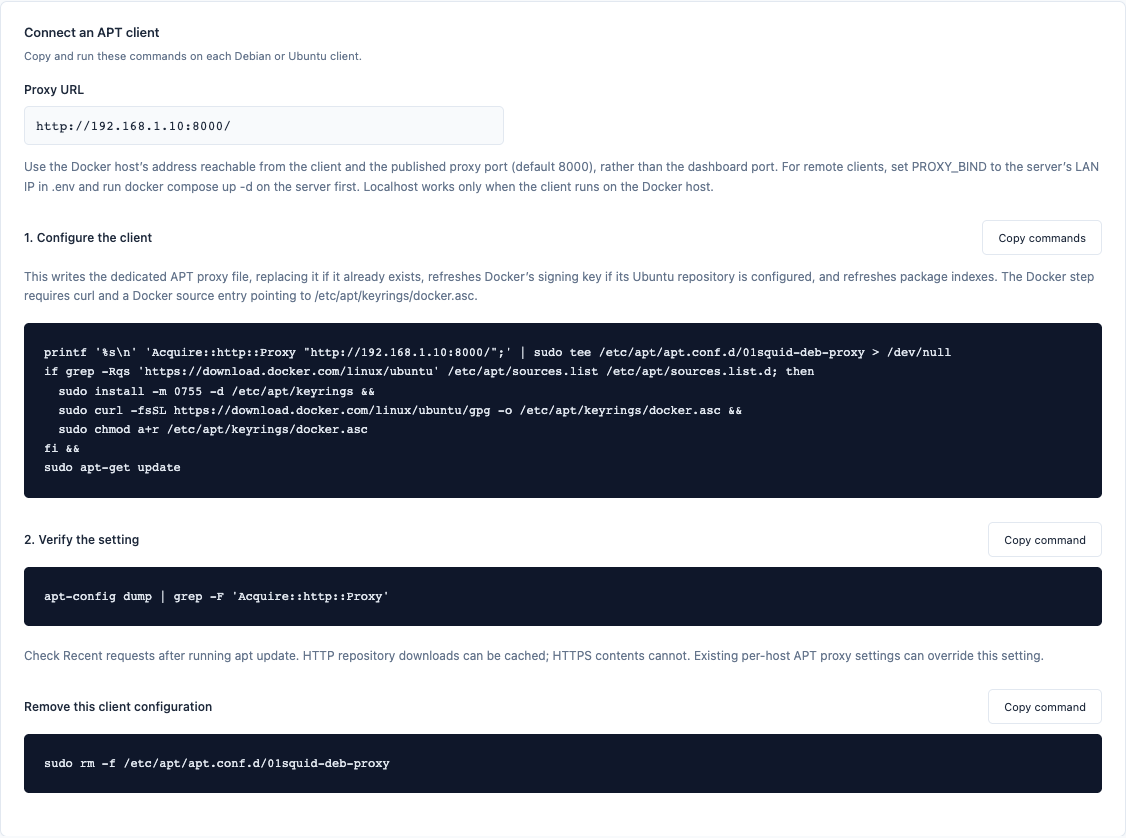 Connect an APT client
Copy and run these commands on each Debian or Ubuntu client.
Proxy URL
http://192.168.1.10:8000/
Use the Docker host's address reachable from the client and the published proxy port (default 8000), rather than the dashboard port. For remote clients, set PROXY_BIND to the server's LAN
IP in .env and run docker compose up -d on the server first. Localhost works only when the client runs on the Docker host.
1. Configure the client
Copy commands
This writes the dedicated APT proxy file, replacing it if it already exists, refreshes Docker's signing key if its Ubuntu repository is configured, and refreshes package indexes. The Docker step
requires curl and a Docker source entry pointing to /etc/apt/keyrings/docker.asc.
printf '%s\n' 'Acquire::http::Proxy "http://192.168.1.10:8000/";' | sudo tee /etc/apt/apt.conf.d/01squid-deb-proxy > /dev/null
if grep -Rqs 'https://download.docker.com/linux/ubuntu' /etc/apt/sources.list /etc/apt/sources.list.d; then
  sudo install -m 0755 -d /etc/apt/keyrings &&
  sudo curl -fsSL https://download.docker.com/linux/ubuntu/gpg -o /etc/apt/keyrings/docker.asc &&
  sudo chmod a+r /etc/apt/keyrings/docker.asc
fi &&
sudo apt-get update
2. Verify the setting
Copy command
apt-config dump | grep -F 'Acquire::http::Proxy'
Check Recent requests after running apt update. HTTP repository downloads can be cached; HTTPS contents cannot. Existing per-host APT proxy settings can override this setting.
Remove this client configuration
Copy command
sudo rm -f /etc/apt/apt.conf.d/01squid-deb-proxy